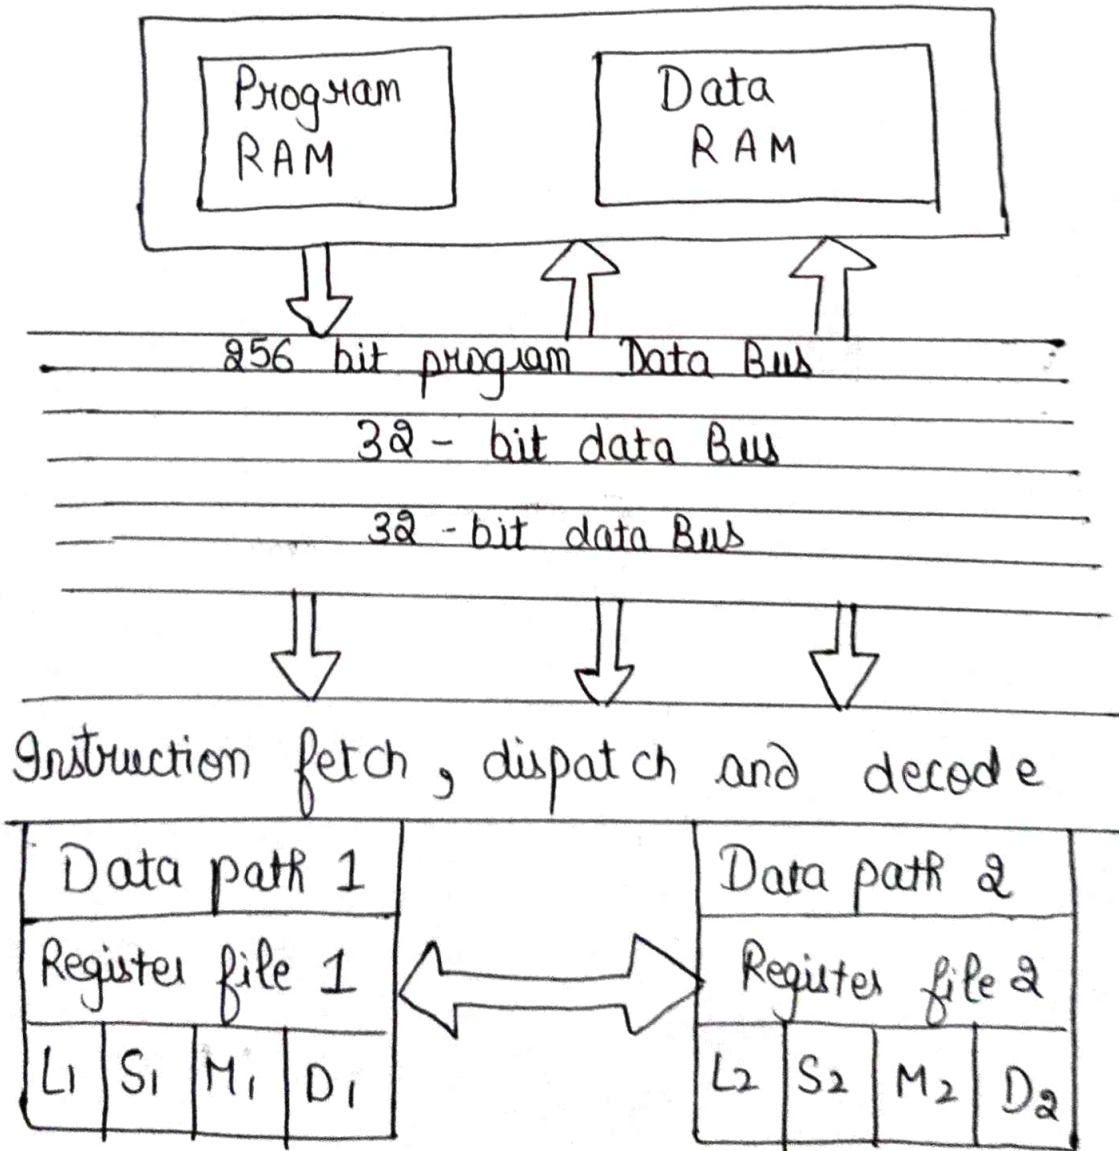 Program
RAM
Data
RAM
256 bit program Data Bus
32 - bit data Bus
32 - bit data Bus
Instruction fetch, dispatch and decode
Data path 1
Register file 1
L1 S1 M1 D1
Data path 2
Register file 2
L2 S2 M2 D2